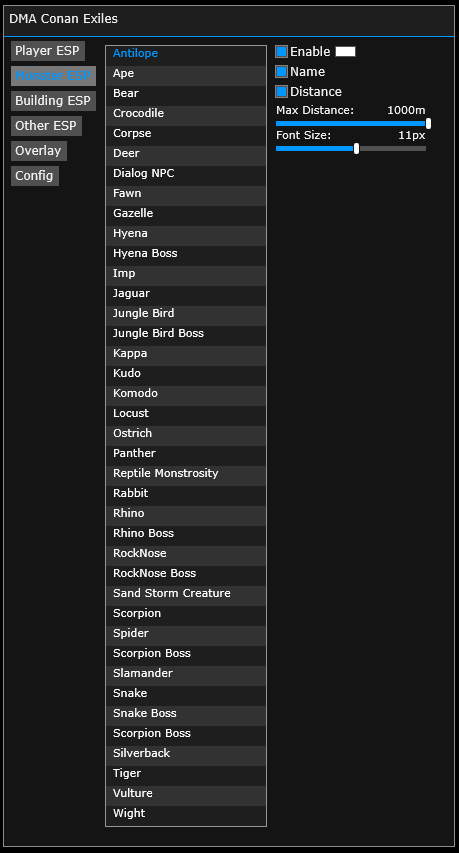 DMA Conan Exiles
Player ESP
Monster ESP
Building ESP
Other ESP
Overlay
Config
Antilope
Ape
Bear
Crocodile
Corpse
Deer
Dialog NPC
Fawn
Gazelle
Hyena
Hyena Boss
Imp
Jaguar
Jungle Bird
Jungle Bird Boss
Kappa
Kudo
Komodo
Locust
Ostrich
Panther
Reptile Monstrosity
Rabbit
Rhino
Rhino Boss
RockNose
RockNose Boss
Sand Storm Creature
Scorpion
Spider
Scorpion Boss
Slamander
Snake
Snake Boss
Scorpion Boss
Silverback
Tiger
Vulture
Wight
Enable
Name
Distance
Max Distance: 1000m
Font Size: 11px